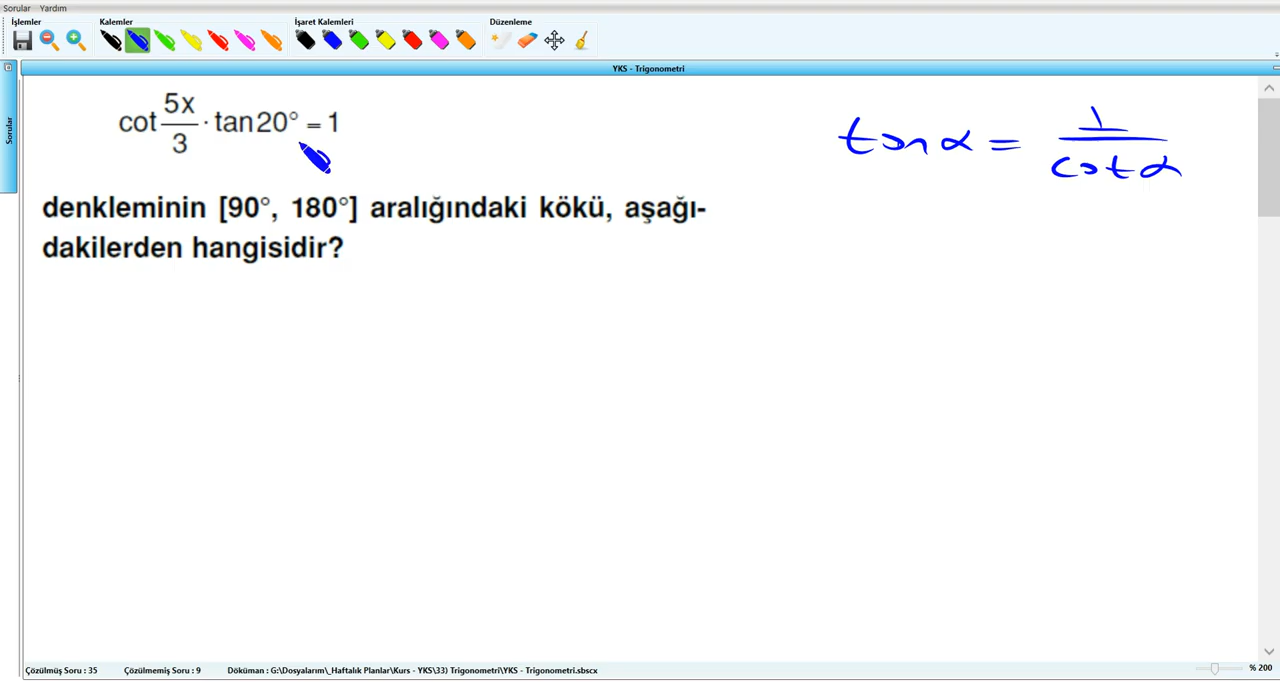 Sorular Yardım
İşlemler Kalemler İşaret Kalemleri Düzenleme
YKS - Trigonometri
Sorular
cot 5x/3 · tan20° = 1
tan α = 1/cot α
denkleminin [90°, 180°] aralığındaki kökü, aşağı-
dakilerden hangisidir?
Çözülmüş Soru : 35 Çözülmemiş Soru : 9 Döküman : G:\Dosyalarım\_Haftalık Planlar\Kurs - YKS\33) Trigonometri\YKS - Trigonometri.sbscx % 200